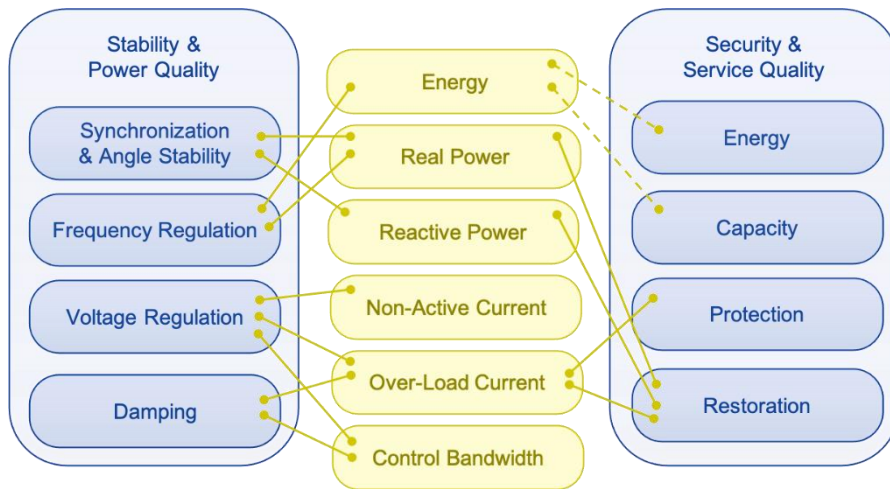 Stability &
Power Quality
Synchronization
& Angle Stability
Frequency Regulation
Voltage Regulation
Damping
Energy
Real Power
Reactive Power
Non-Active Current
Over-Load Current
Control Bandwidth
Security &
Service Quality
Energy
Capacity
Protection
Restoration